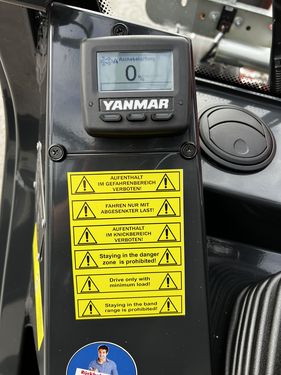 Aschebeladung
0%
YANMAR
AUFENTHALT
IM GEFAHRENBEREICH
VERBOTEN!
FAHREN NUR MIT
ABGESENKTER LAST!
AUFENTHALT
IM KNICKBEREICH
VERBOTEN!
Staying in the danger
zone is prohibited!
Drive only with
minimum load!
Staying in the band
range is prohibited!